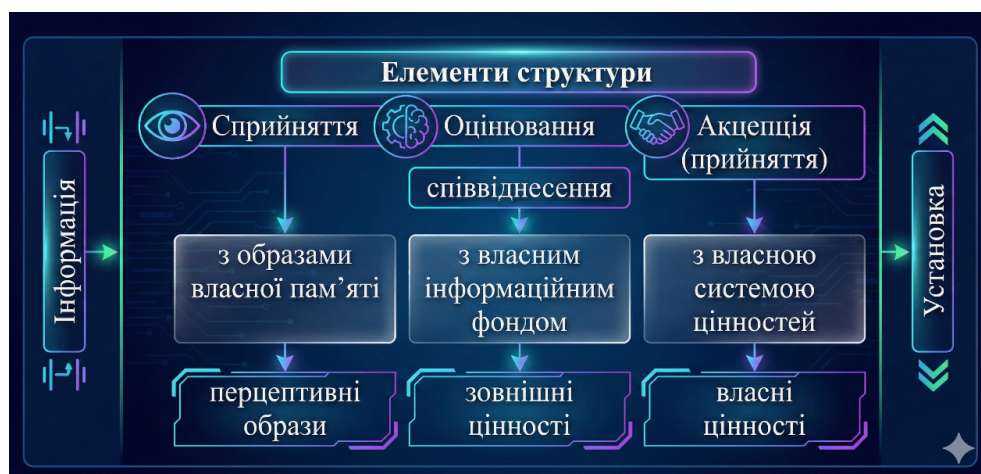 Елементи структури
Інформація
Сприйняття
Оцінювання
Акцепція
(прийняття)
співвіднесення
з образами
власної пам’яті
з власним
інформаційним
фондом
з власною
системою
цінностей
перцептивні
образи
зовнішні
цінності
власні
цінності
Установка